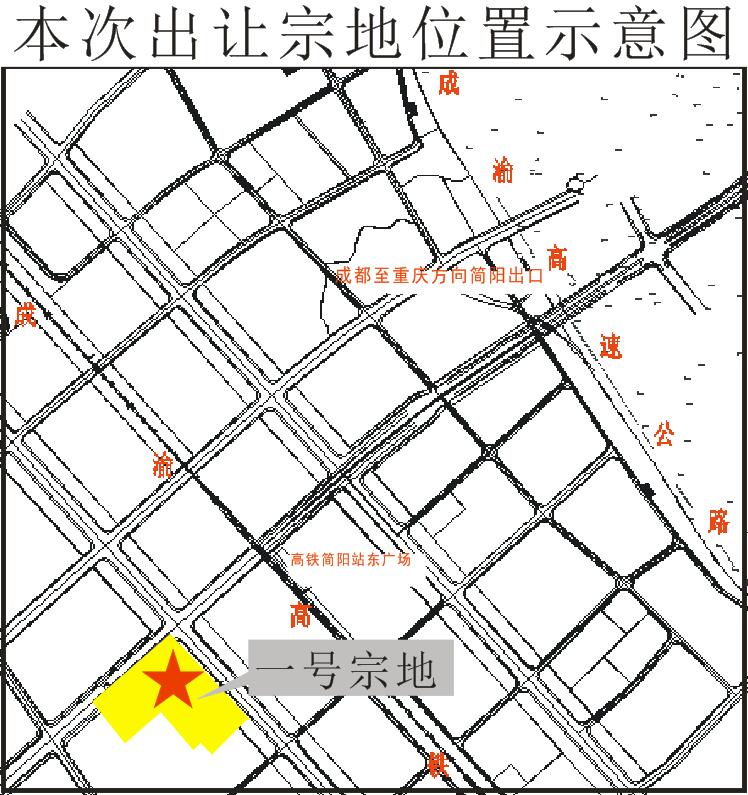 本次出让宗地位置示意图
成渝高速公路
成都至重庆方向简阳出口
成渝高铁
高铁简阳站东广场
一号宗地